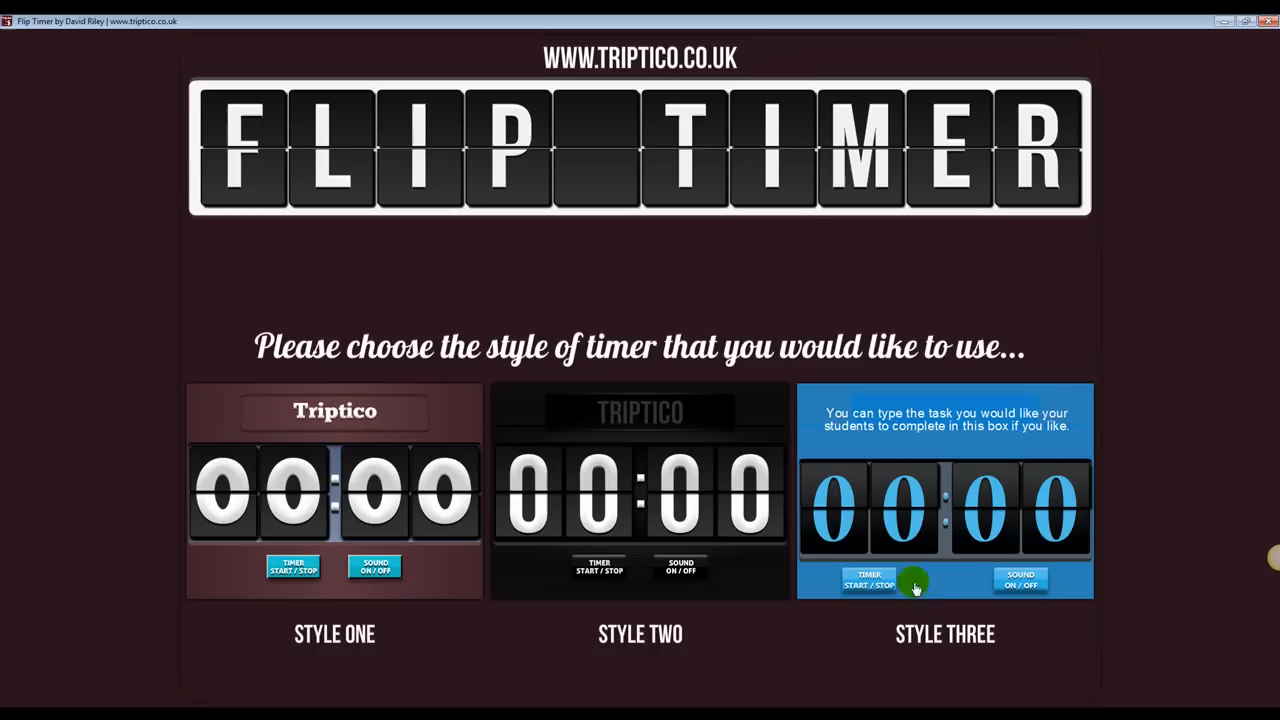 Flip Timer by David Riley | www.triptico.co.uk
WWW.TRIPTICO.CO.UK
FLIP TIMER
Please choose the style of timer that you would like to use...
Triptico
00:00
TIMER
START / STOP
SOUND
ON / OFF
STYLE ONE
TRIPTICO
00:00
TIMER
START / STOP
SOUND
ON / OFF
STYLE TWO
You can type the task you would like your
students to complete in this box if you like.
00:00
TIMER
START / STOP
SOUND
ON / OFF
STYLE THREE